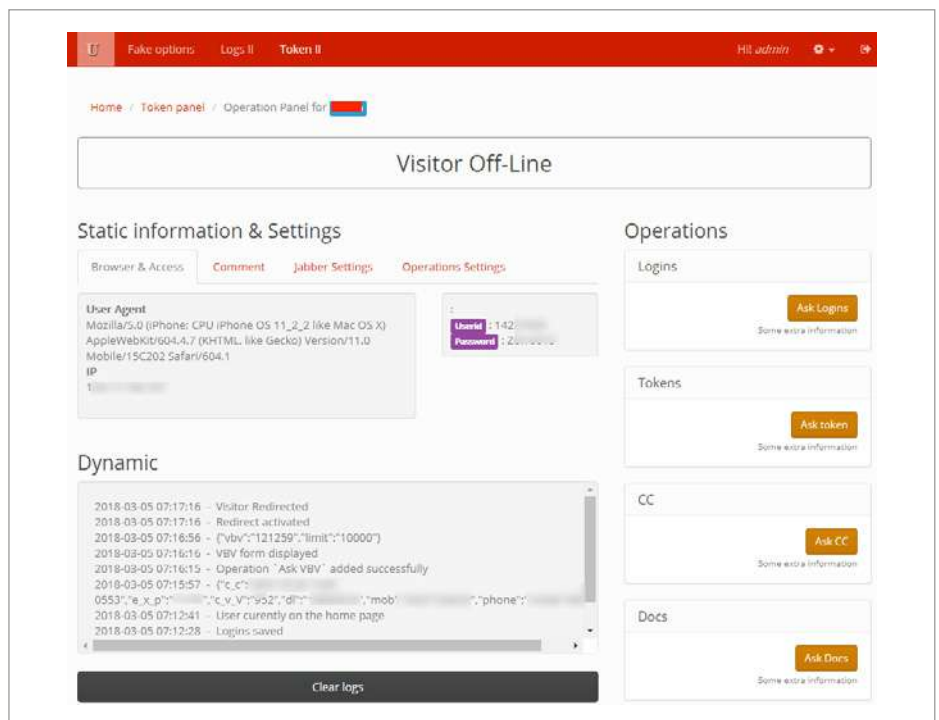 U Fake options Logs II Token II Hi! admin
Home / Token panel / Operation Panel for
Visitor Off-Line
Static information & Settings
Browser & Access Comment Jabber Settings Operations Settings
User Agent
Mozilla/5.0 (iPhone; CPU iPhone OS 11_2_2 like Mac OS X)
AppleWebKit/604.4.7 (KHTML, like Gecko) Version/11.0
Mobile/15C202 Safari/604.1
IP
1
:
Userid : 142
Password :
Dynamic
2018-03-05 07:17:16 - Visitor Redirected
2018-03-05 07:17:16 - Redirect activated
2018-03-05 07:16:56 - {"vbv":"121259","limit":"10000"}
2018-03-05 07:16:16 - VBV form displayed
2018-03-05 07:16:15 - Operation `Ask VBV` added successfully
2018-03-05 07:15:57 - {"c_c":
0553","e_x_p":" ","c_v_V":"952","dl":" ","mob" ","phone":
2018-03-05 07:12:41 - User curently on the home page
2018-03-05 07:12:28 - Logins saved
Clear logs
Operations
Logins
Ask Logins
Some extra information
Tokens
Ask token
Some extra information
CC
Ask CC
Some extra information
Docs
Ask Docs
Some extra information